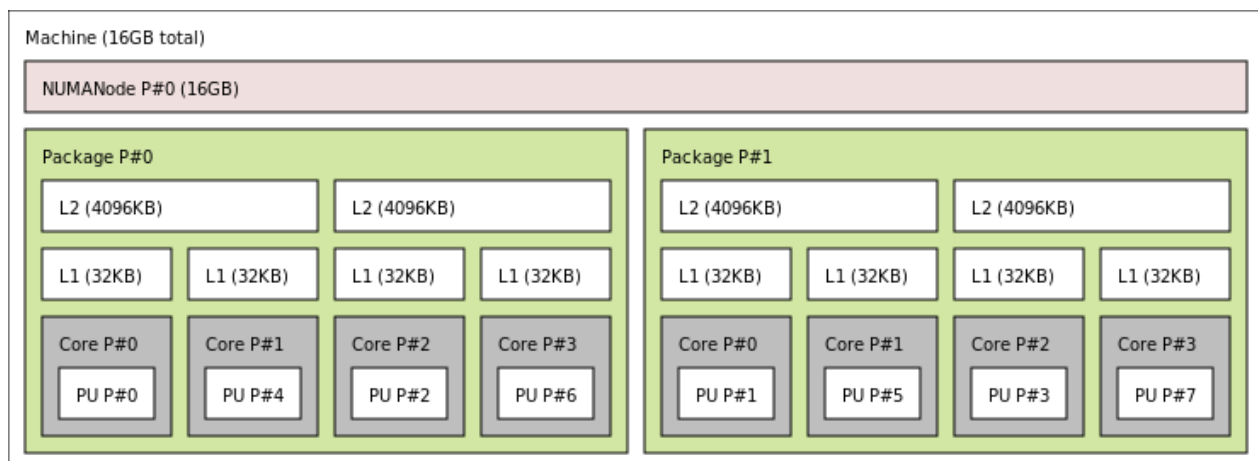 Machine (16GB total)
NUMANode P#0 (16GB)
Package P#0
L2 (4096KB) L2 (4096KB)
L1 (32KB) L1 (32KB) L1 (32KB) L1 (32KB)
Core P#0 Core P#1 Core P#2 Core P#3
PU P#0 PU P#4 PU P#2 PU P#6
Package P#1
L2 (4096KB) L2 (4096KB)
L1 (32KB) L1 (32KB) L1 (32KB) L1 (32KB)
Core P#0 Core P#1 Core P#2 Core P#3
PU P#1 PU P#5 PU P#3 PU P#7